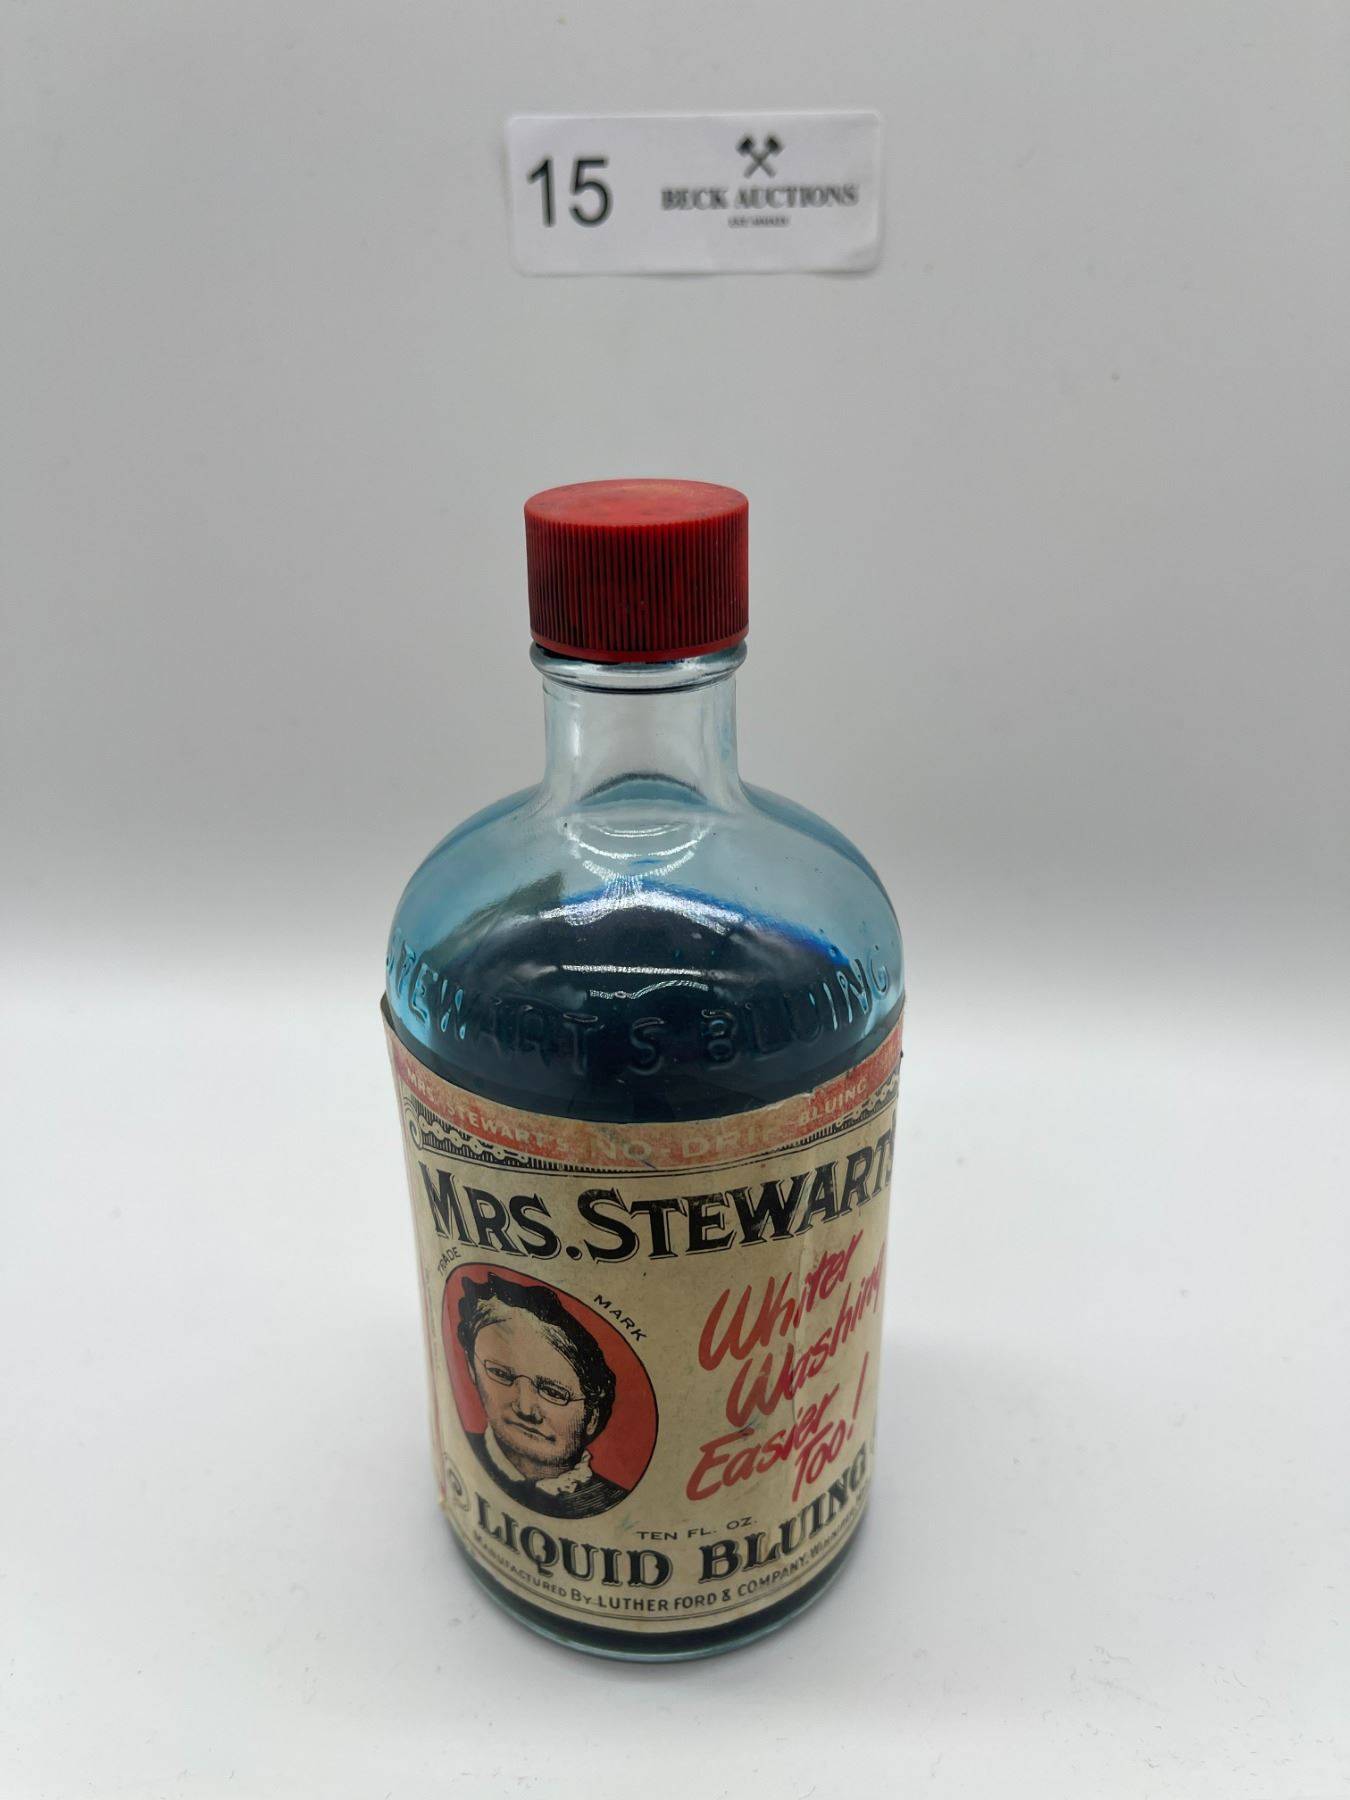 15
BECK AUCTIONS
STEWART'S BLUING
MRS. STEWART'S NO-DRIP BLUING
MRS. STEWART'S
TRADE MARK
Whiter
Washing
Easier
Too!
TEN FL. OZ.
LIQUID BLUING
MANUFACTURED BY LUTHER FORD & COMPANY,